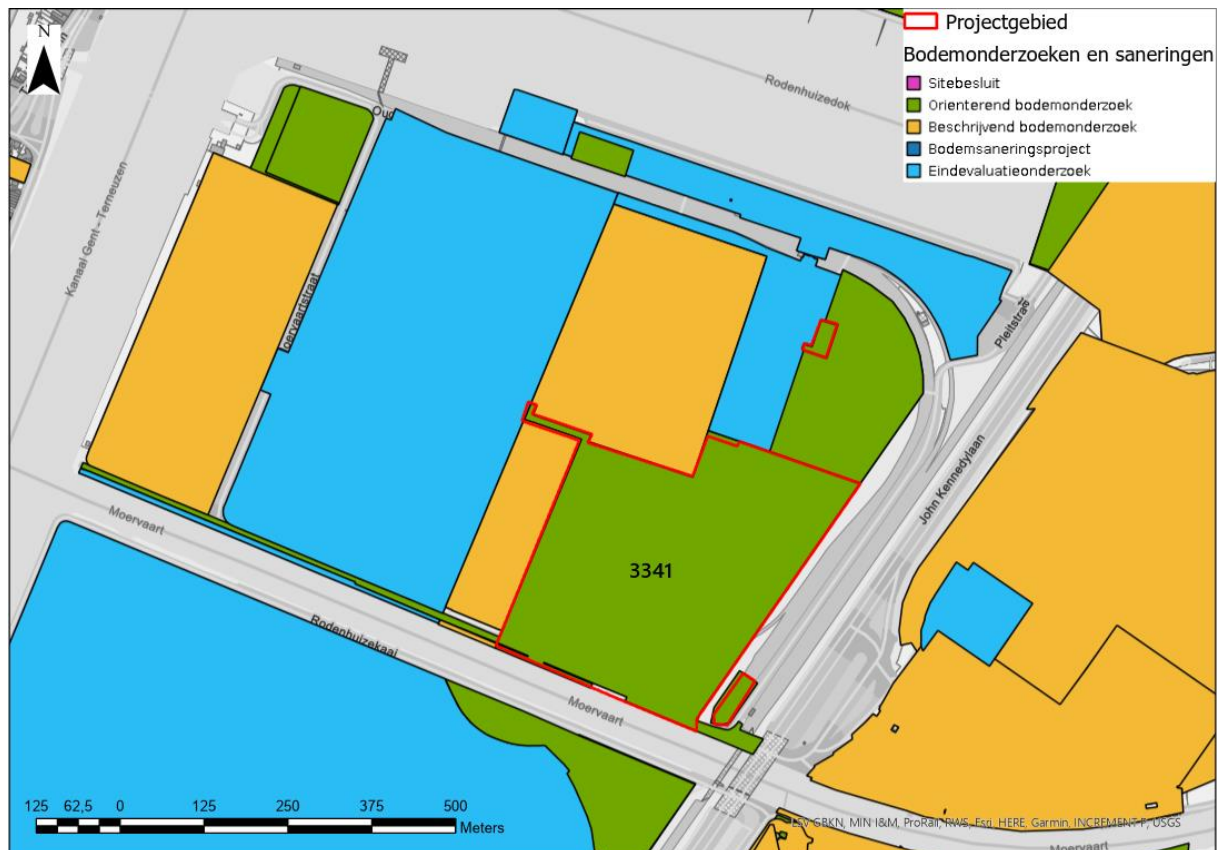 N
Projectgebied
Bodemonderzoeken en saneringen
Sitebesluit
Orienterend bodemonderzoek
Beschrijvend bodemonderzoek
Bodemsaneringsproject
Eindevaluatieonderzoek
Rodenhuizedok
Oud
Kanaal Gent - Terneuzen
oervaartstraat
Pleitstraat
John Kennedylaan
Moervaart
3341
Rodenhuizekaai
Moervaart
125 62,5 0 125 250 375 500
Meters
GBKN, MIN I&M, ProRail, RWS, Esri, HERE, Garmin, INCREMENT P, USGS
Moervaart